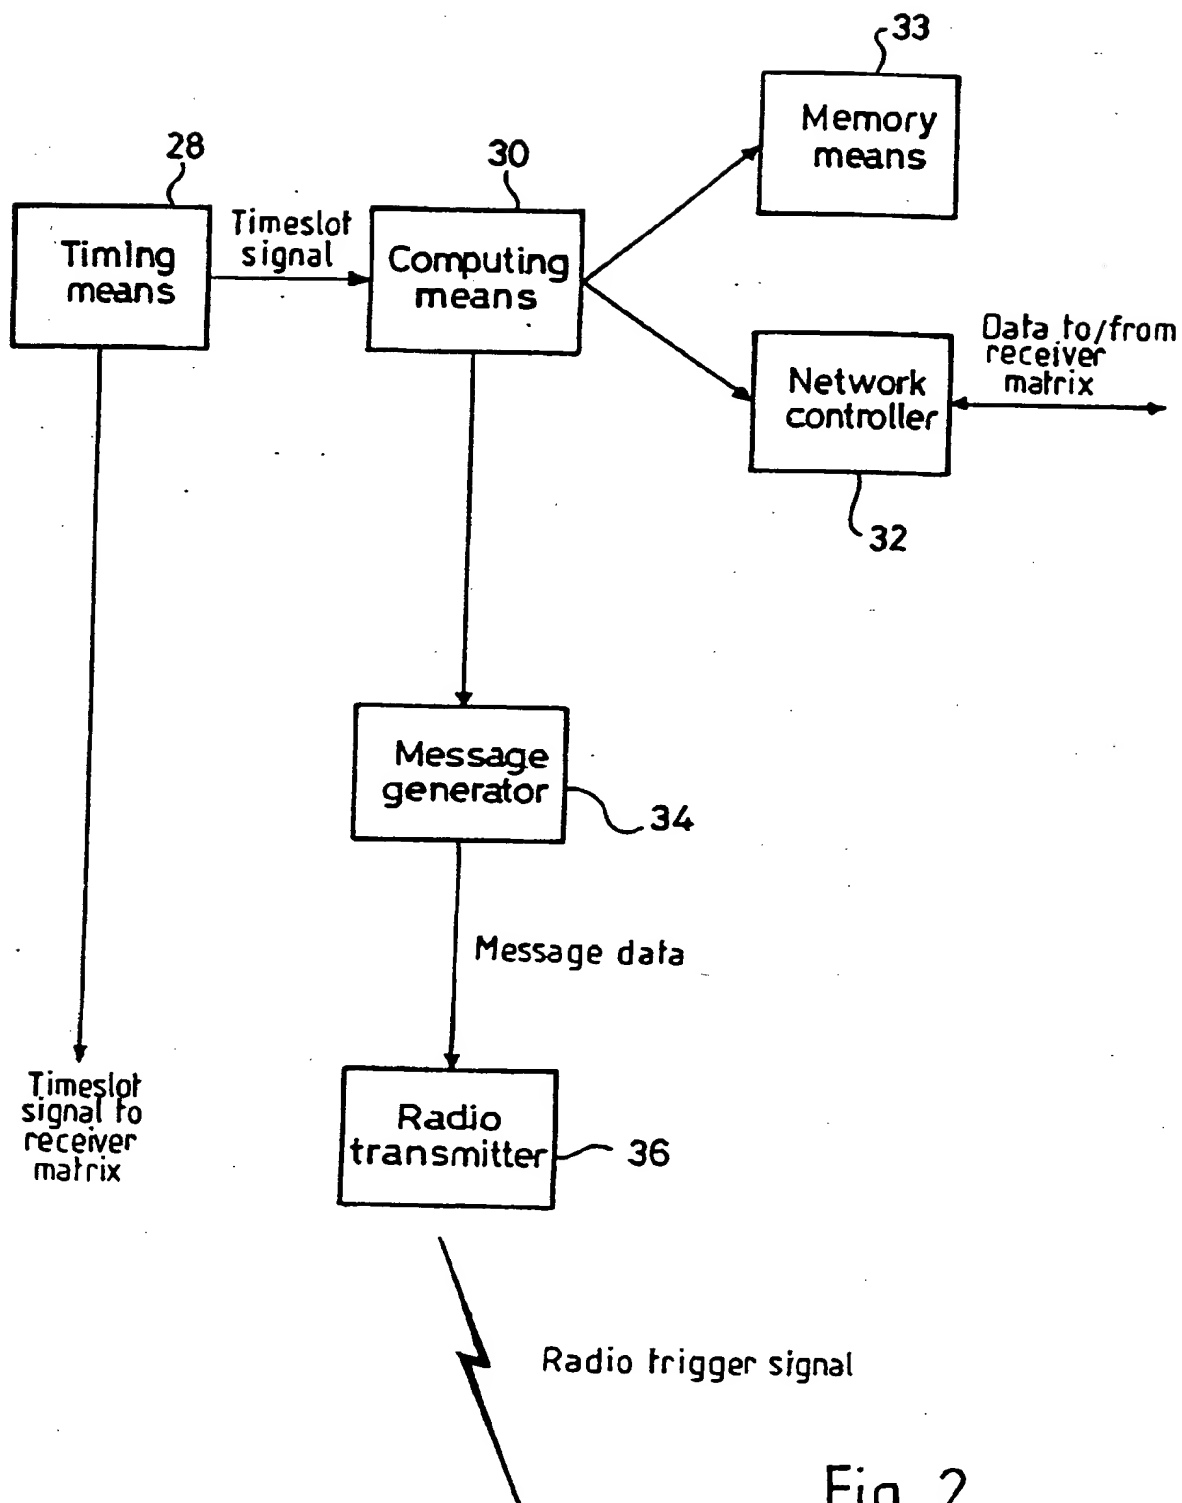 33
Memory
means
28
30
Timeslot
signal
Timing
means
Computing
means
Data to/from
receiver
matrix
Network
controller
32
Message
generator
34
Message data
Timeslot
signal to
receiver
matrix
Radio
transmitter
36
Radio trigger signal
Fig. 2